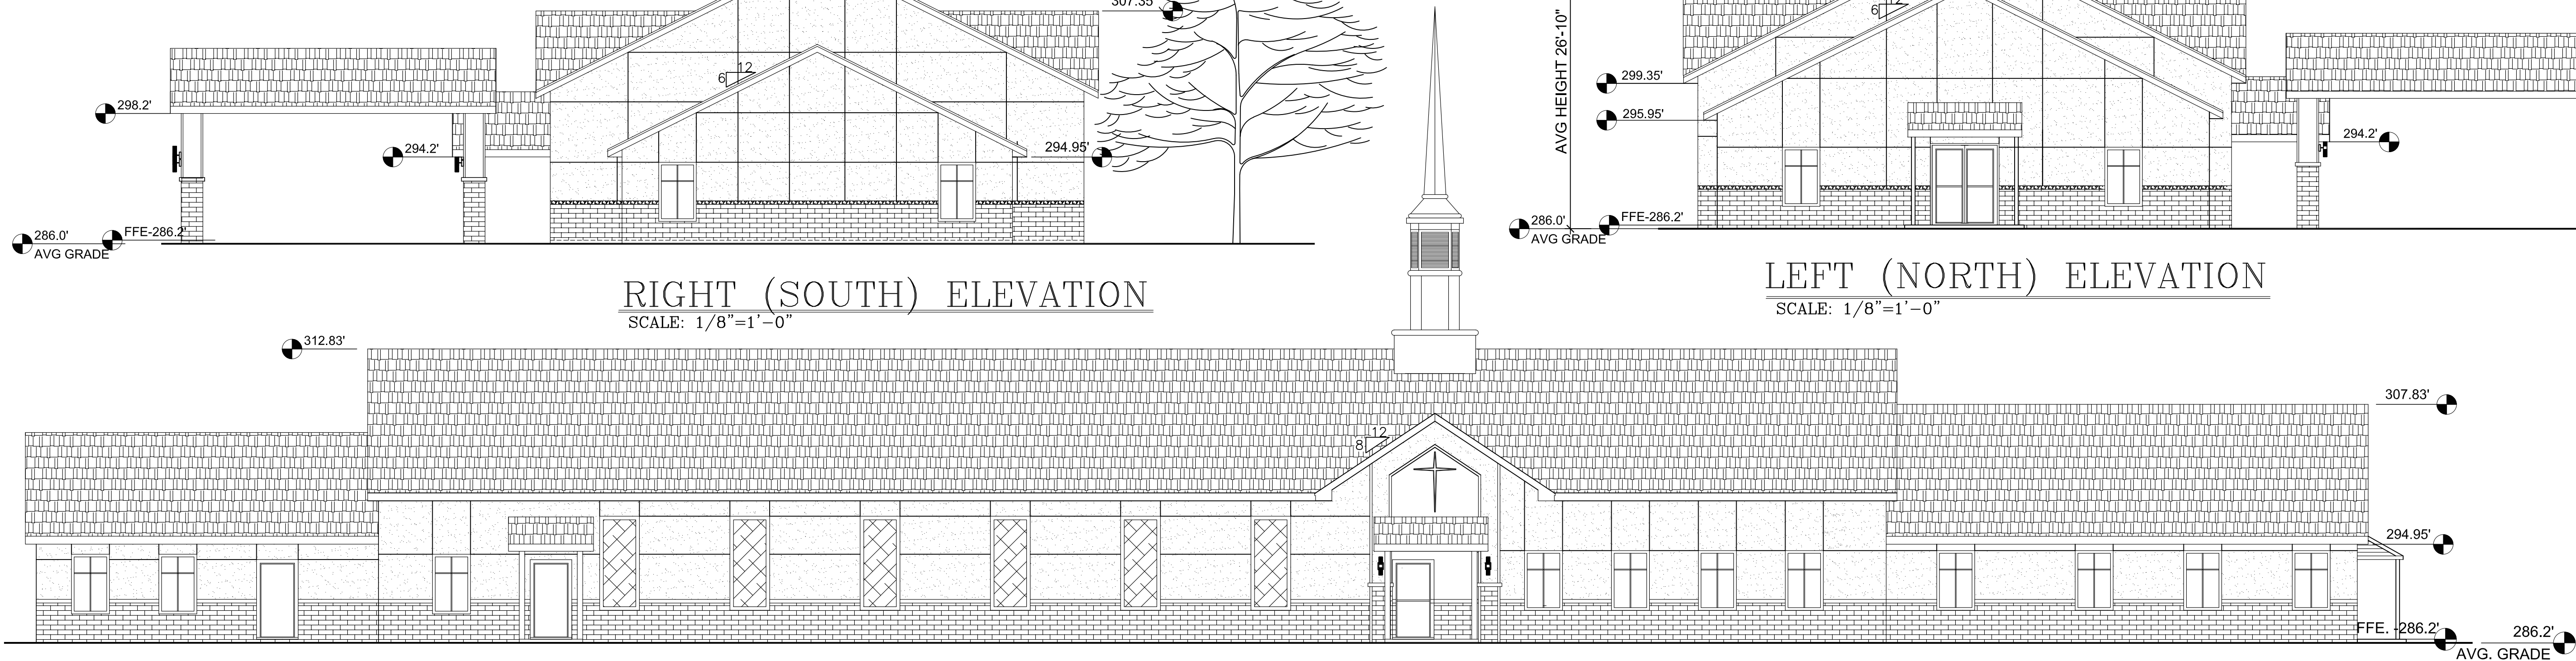 307.35'
12
6
298.2'
294.2'
294.95'
286.0'
AVG GRADE
FFE-286.2'
RIGHT (SOUTH) ELEVATION
SCALE: 1/8"=1'-0"
AVG HEIGHT 26'-10"
6
299.35'
295.95'
294.2'
286.0'
AVG GRADE
FFE-286.2'
LEFT (NORTH) ELEVATION
SCALE: 1/8"=1'-0"
312.83'
12
8
307.83'
294.95'
FFE. -286.2'
286.2'
AVG. GRADE